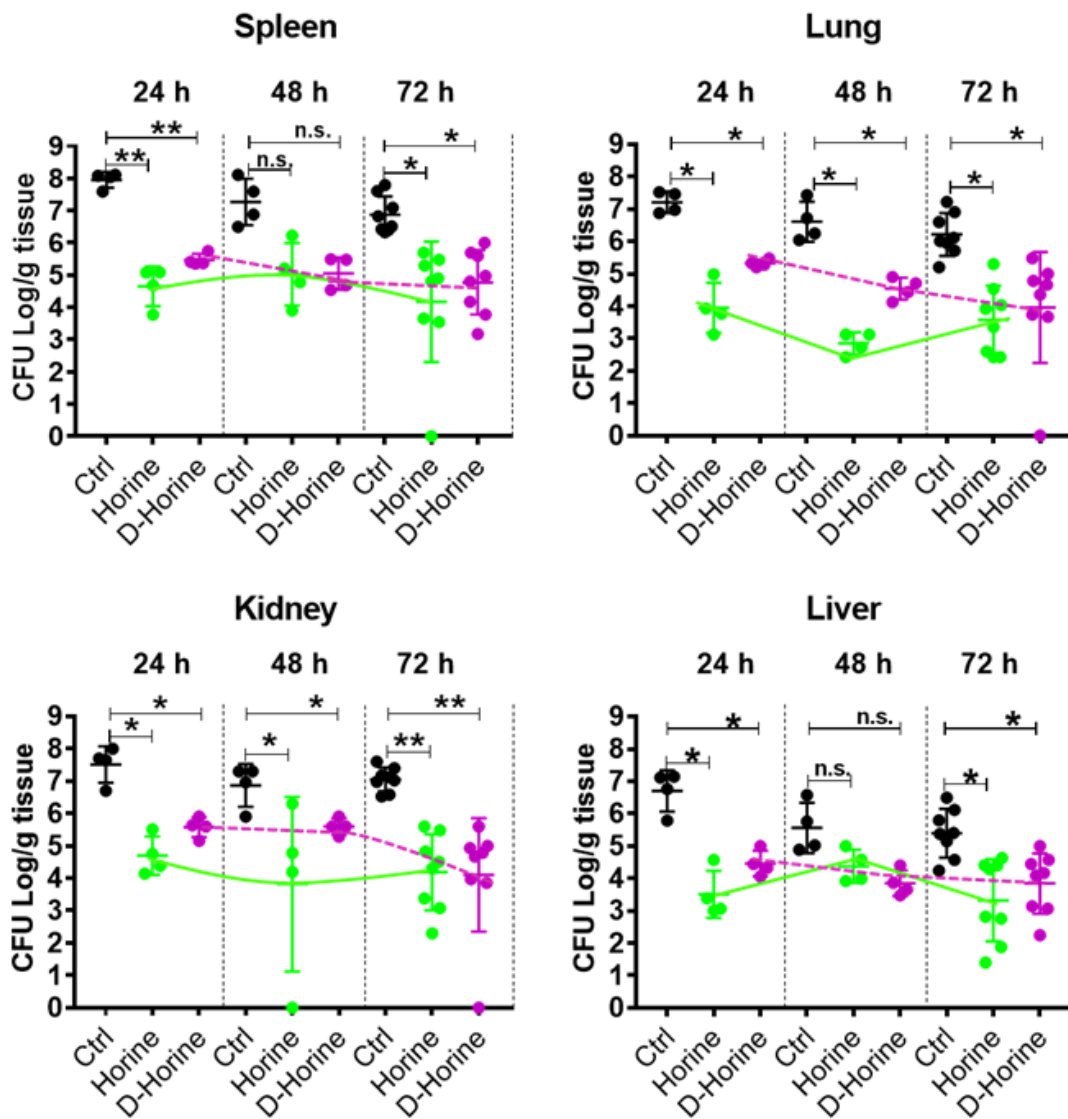 Spleen
24 h 48 h 72 h
** ** n.s. n.s. * *
CFU Log/g tissue
9
8
7
6
5
4
3
2
1
0
Ctrl Horine D-Horine Ctrl Horine D-Horine Ctrl Horine D-Horine
Lung
24 h 48 h 72 h
* * * * * *
CFU Log/g tissue
9
8
7
6
5
4
3
2
1
0
Ctrl Horine D-Horine Ctrl Horine D-Horine Ctrl Horine D-Horine
Kidney
24 h 48 h 72 h
* * * * ** **
CFU Log/g tissue
9
8
7
6
5
4
3
2
1
0
Ctrl Horine D-Horine Ctrl Horine D-Horine Ctrl Horine D-Horine
Liver
24 h 48 h 72 h
* * n.s. n.s. * *
CFU Log/g tissue
9
8
7
6
5
4
3
2
1
0
Ctrl Horine D-Horine Ctrl Horine D-Horine Ctrl Horine D-Horine